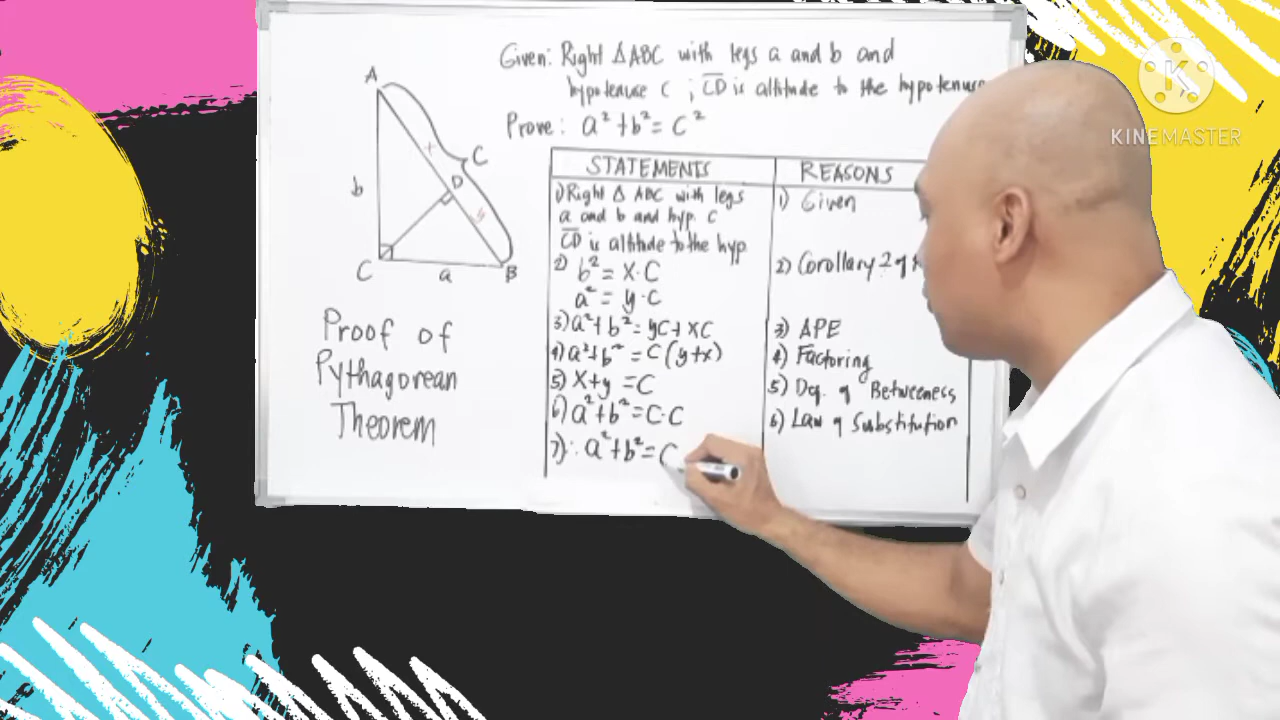 Given: Right △ABC with legs a and b and
hypotenuse C ; C̅D̅ is altitude to the hypotenuse
Prove: a² + b² = C²
A
C
D
x
y
b
C
a
B
Proof of
Pythagorean
Theorem
STATEMENTS
REASONS
1) Right △ ABC with legs
a and b and hyp. C
C̅D̅ is altitude to the hyp
1) Given
2) b² = x·C
a² = y·C
2) Corollary 2 of
3) a² + b² = yC + xC
3) APE
4) a² + b² = C(y+x)
4) Factoring
5) x + y = C
5) Def. of Betweeness
6) a² + b² = C·C
6) Law of Substitution
7) ∴ a² + b² = C
K
KINEMASTER